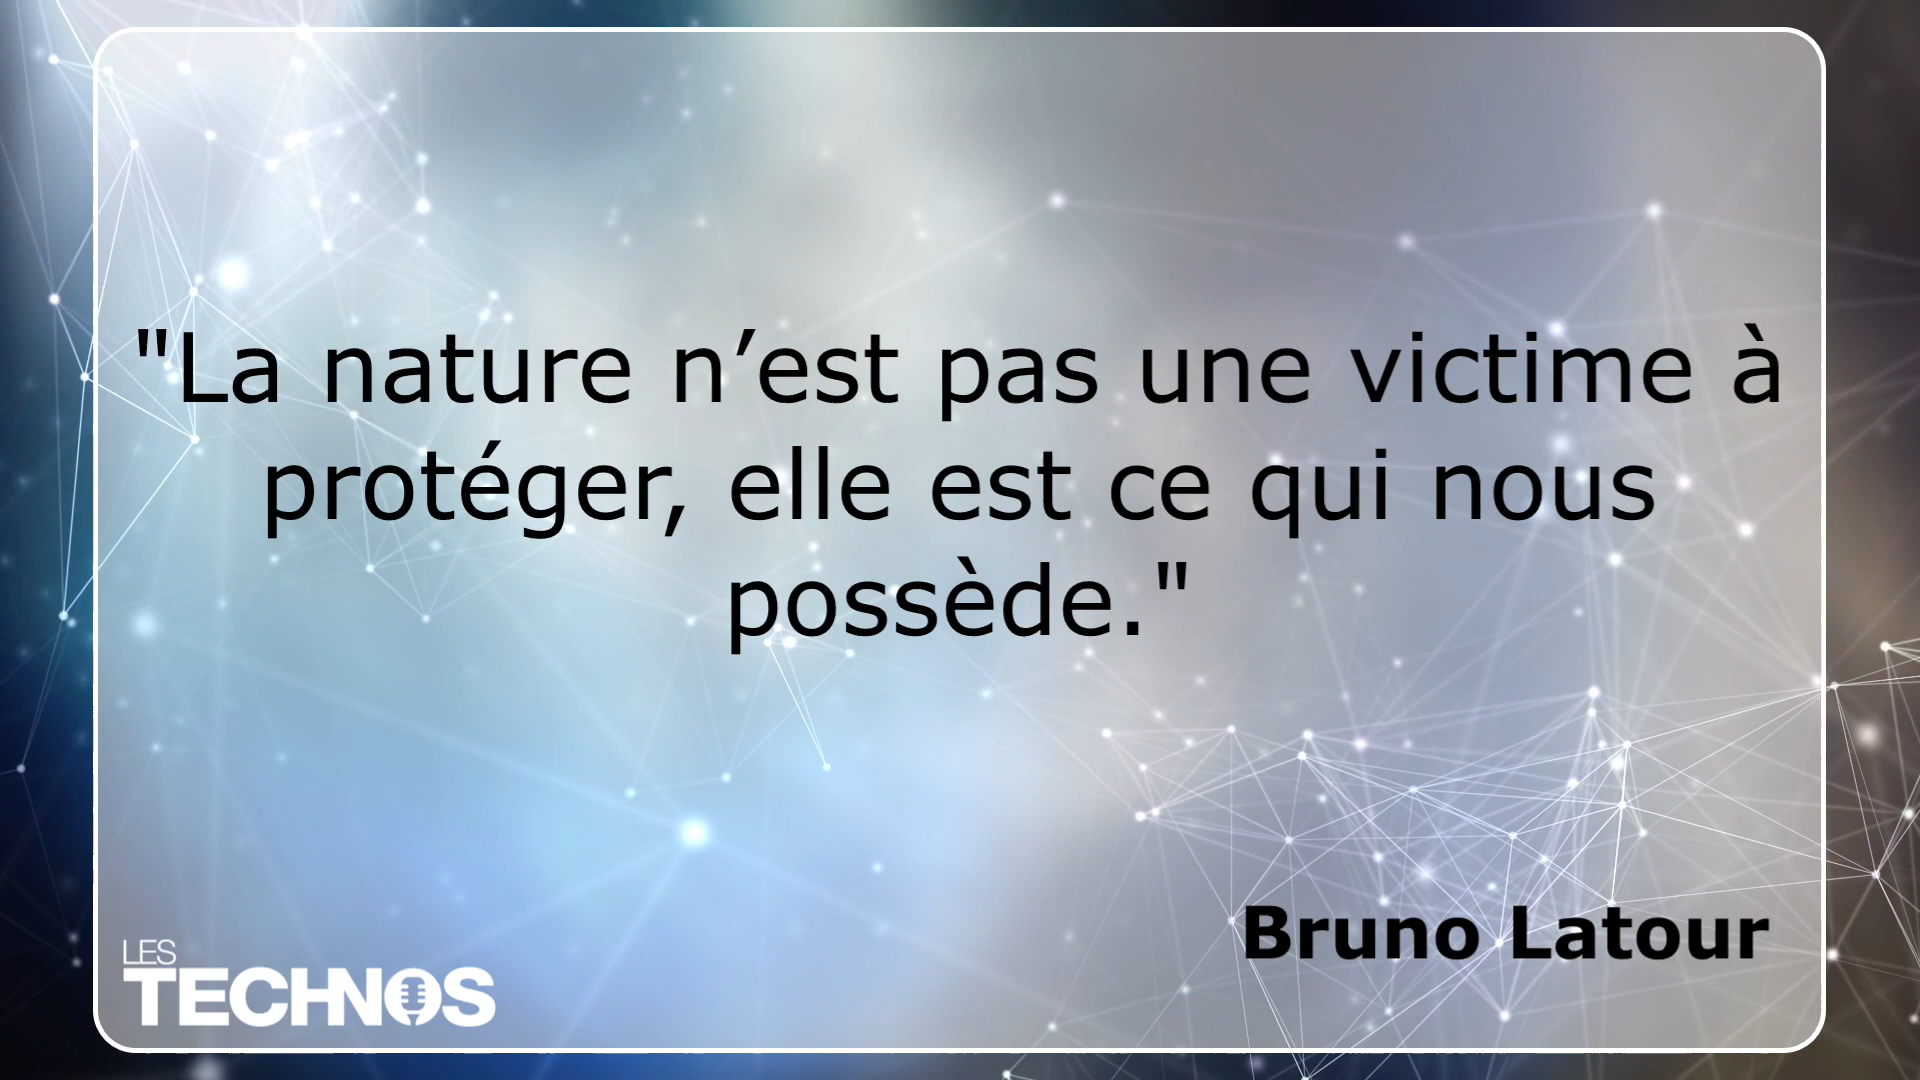 "La nature n’est pas une victime à
protéger, elle est ce qui nous
possède."
Bruno Latour
LES
TECHNOS